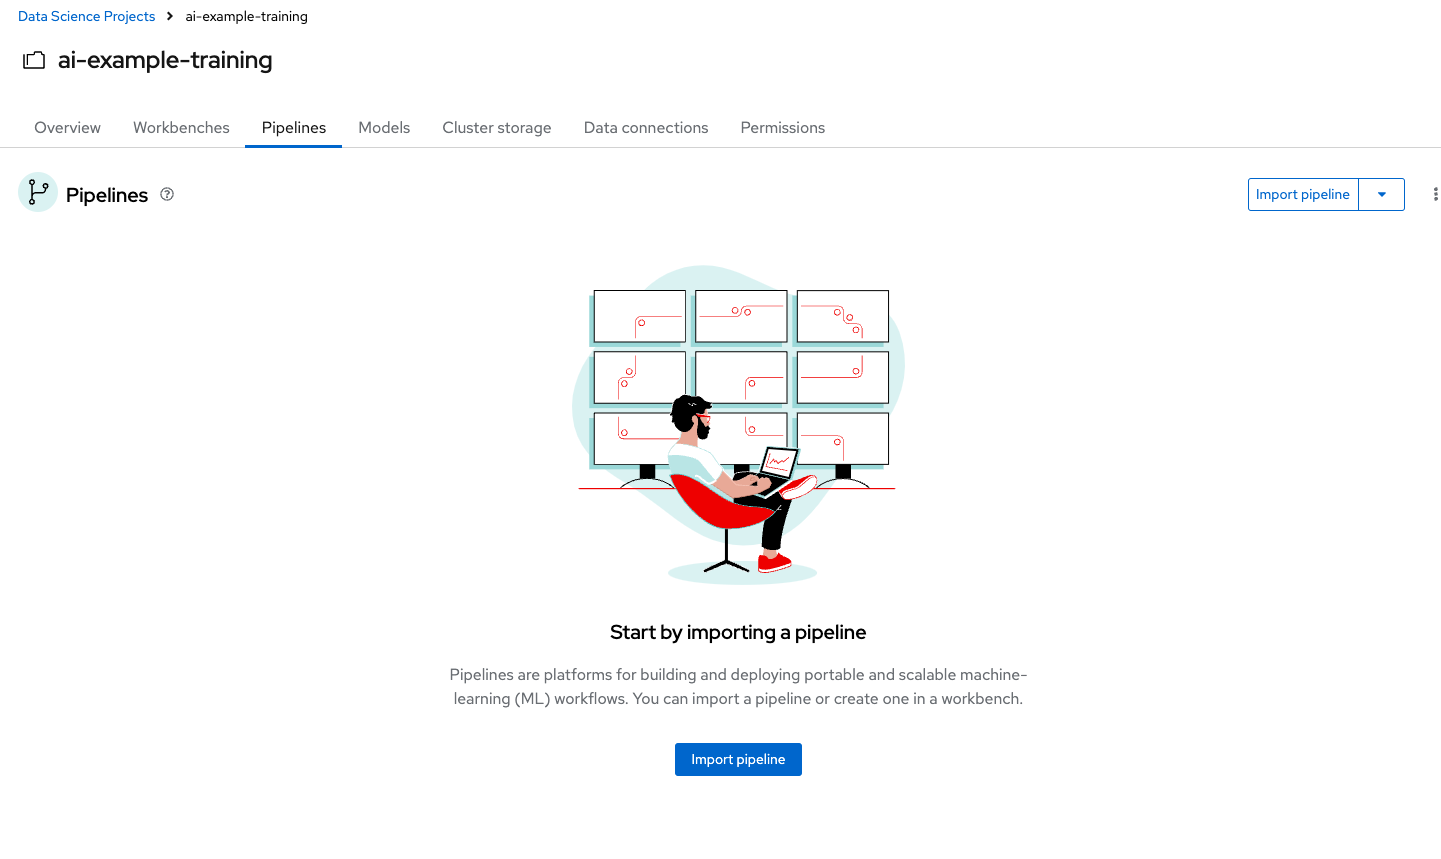 Data Science Projects > ai-example-training
ai-example-training
Overview Workbenches Pipelines Models Cluster storage Data connections Permissions
Pipelines
Import pipeline
Start by importing a pipeline
Pipelines are platforms for building and deploying portable and scalable machine-
learning (ML) workflows. You can import a pipeline or create one in a workbench.
Import pipeline